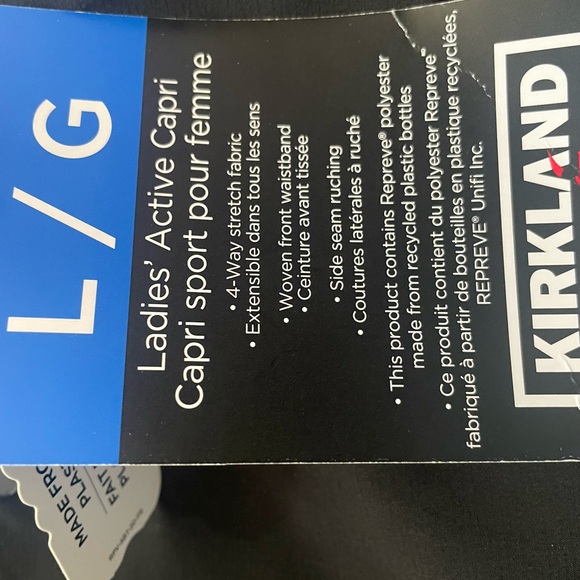 L / G
Ladies' Active Capri
Capri sport pour femme
• 4-Way stretch fabric
• Extensible dans tous les sens
• Woven front waistband
• Ceinture avant tissée
• Side seam ruching
• Coutures latérales à ruché
• This product contains Repreve® polyester
made from recycled plastic bottles
• Ce produit contient du polyester Repreve®
fabriqué à partir de bouteilles en plastique recyclées,
REPREVE® Unifi Inc.
KIRKLAND
MADE
FAIT